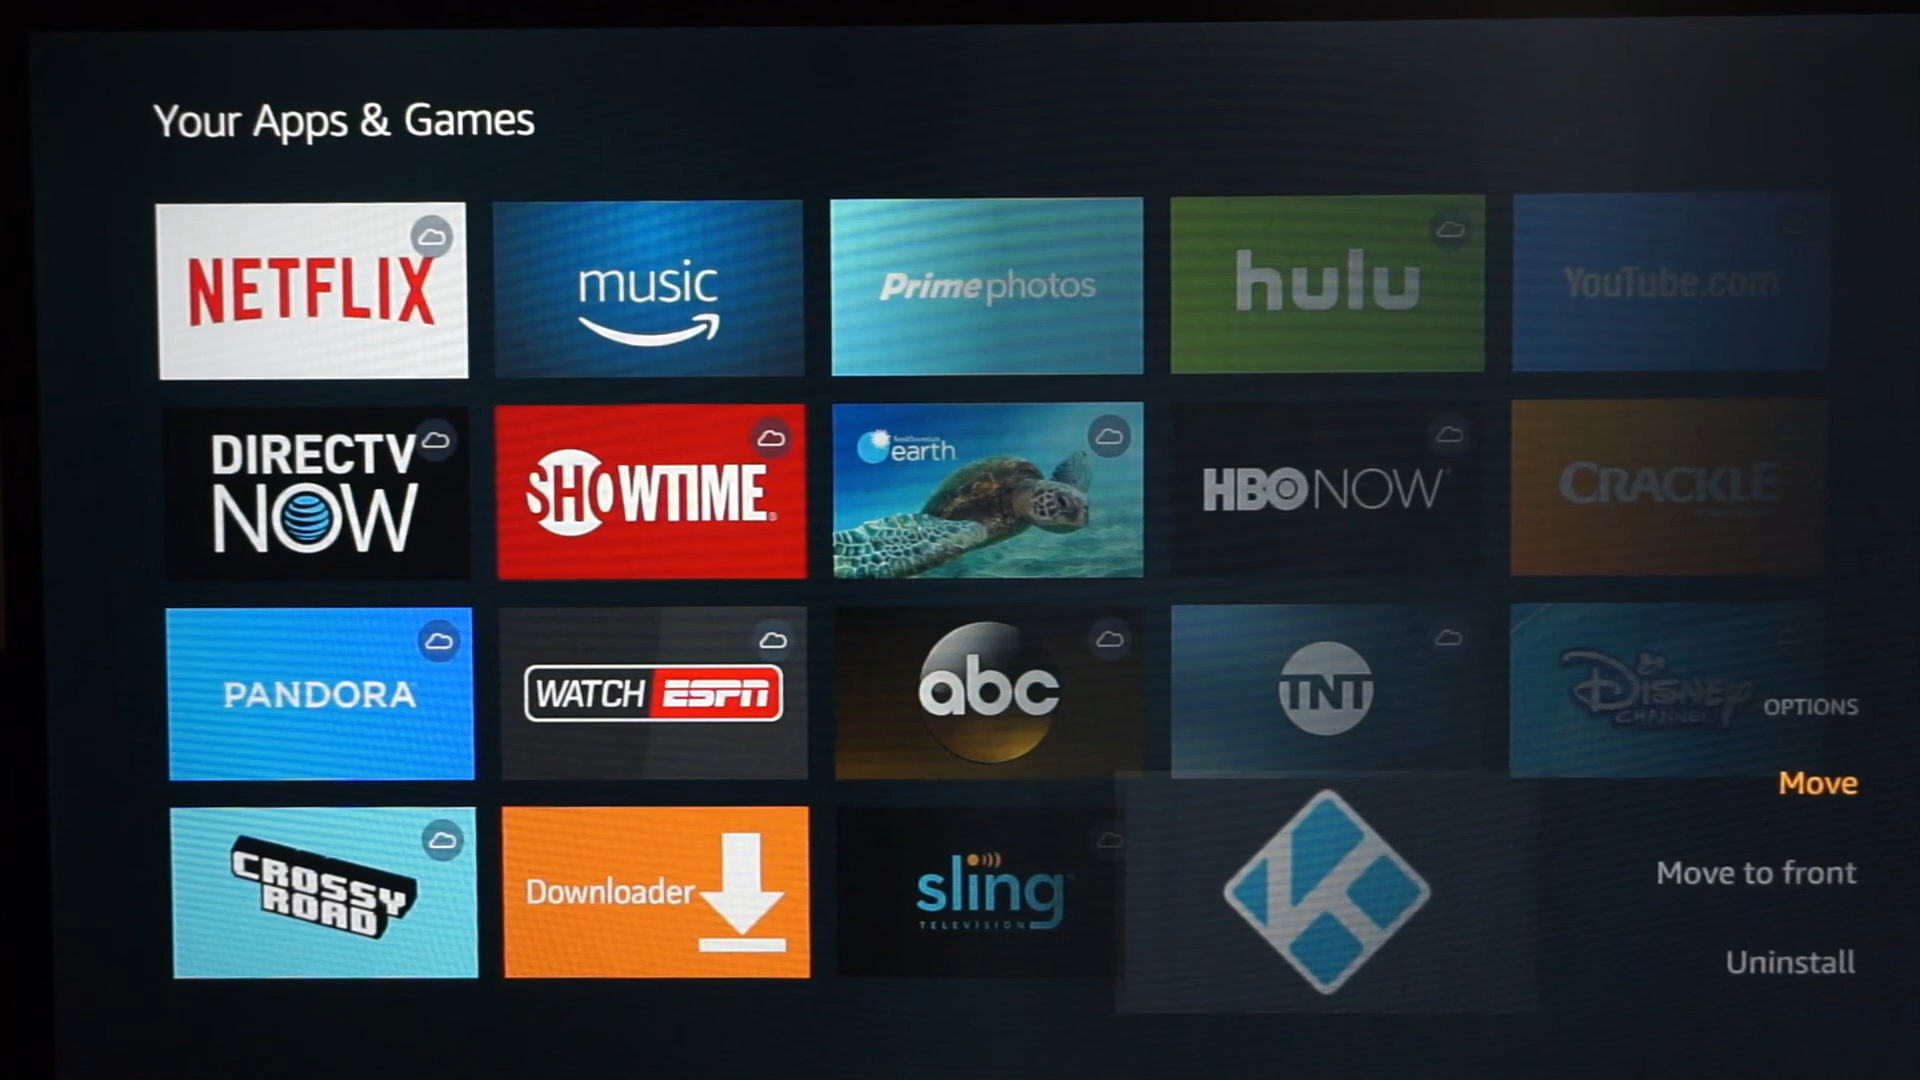 Your Apps & Games
NETFLIX
music
Prime photos
hulu
YouTube.com
DIRECTV
NOW
SHOWTIME
Smithsonian
earth
HBO NOW
CRACKLE
PANDORA
WATCH ESPN
abc
TNT
Disney
CHANNEL
OPTIONS
Move
CROSSY
ROAD
Downloader
sling
TELEVISION
Move to front
Uninstall